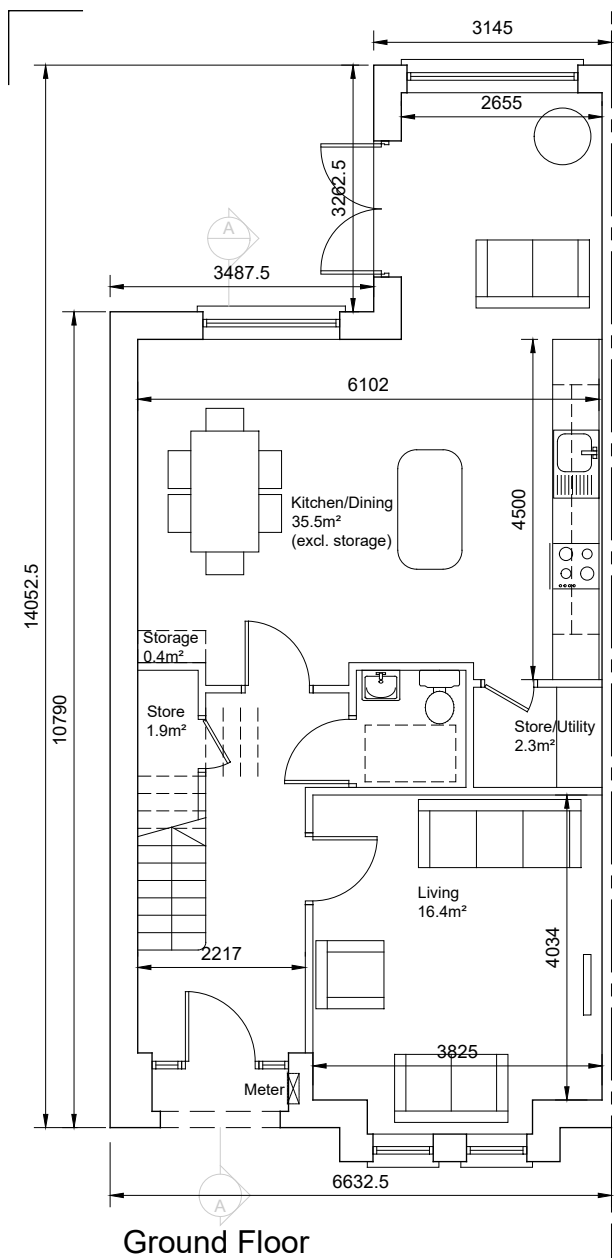 3145
2655
3262.5
A
3487.5
6102
Kitchen/Dining
35.5m²
(excl. storage)
4500
14052.5
10790
Storage
0.4m²
Store
1.9m²
Store/Utility
2.3m²
Living
16.4m²
4034
2217
3825
Meter
6632.5
A
Ground Floor